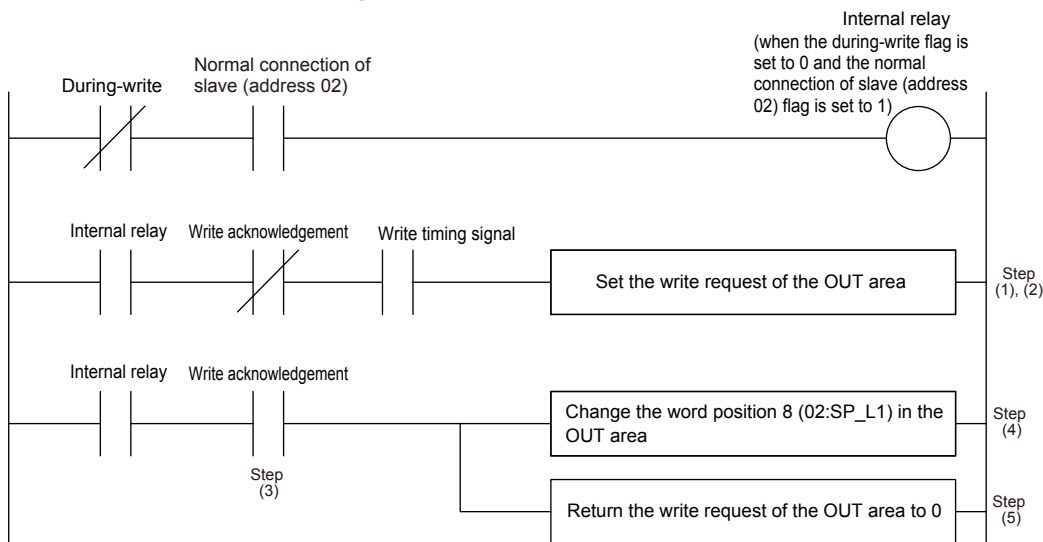 Internal relay
(when the during-write flag is
set to 0 and the normal
connection of slave (address
02) flag is set to 1)
During-write
Normal connection of
slave (address 02)
Internal relay
Write acknowledgement
Write timing signal
Set the write request of the OUT area
Step
(1), (2)
Internal relay
Write acknowledgement
Step
(3)
Change the word position 8 (02:SP_L1) in the
OUT area
Step
(4)
Return the write request of the OUT area to 0
Step
(5)